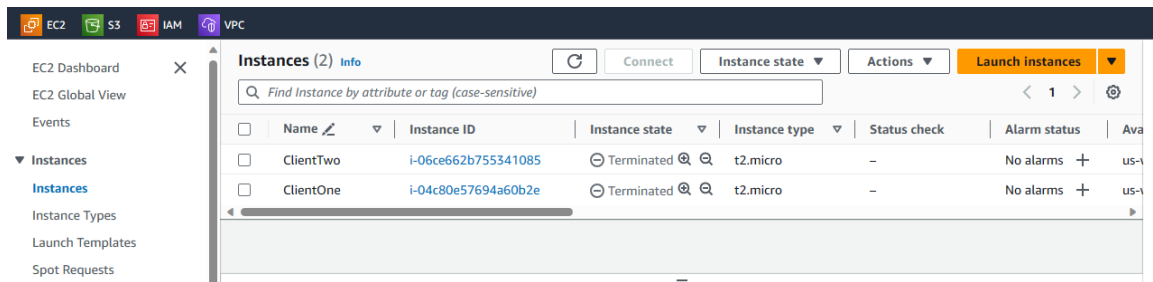 EC2 S3 IAM VPC
EC2 Dashboard
EC2 Global View
Events
Instances
Instances
Instance Types
Launch Templates
Spot Requests
Instances (2) Info
Connect Instance state Actions Launch instances
Find Instance by attribute or tag (case-sensitive)
1
Name Instance ID Instance state Instance type Status check Alarm status Ava
ClientTwo i-06ce662b755341085 Terminated t2.micro – No alarms + us-
ClientOne i-04c80e57694a60b2e Terminated t2.micro – No alarms + us-